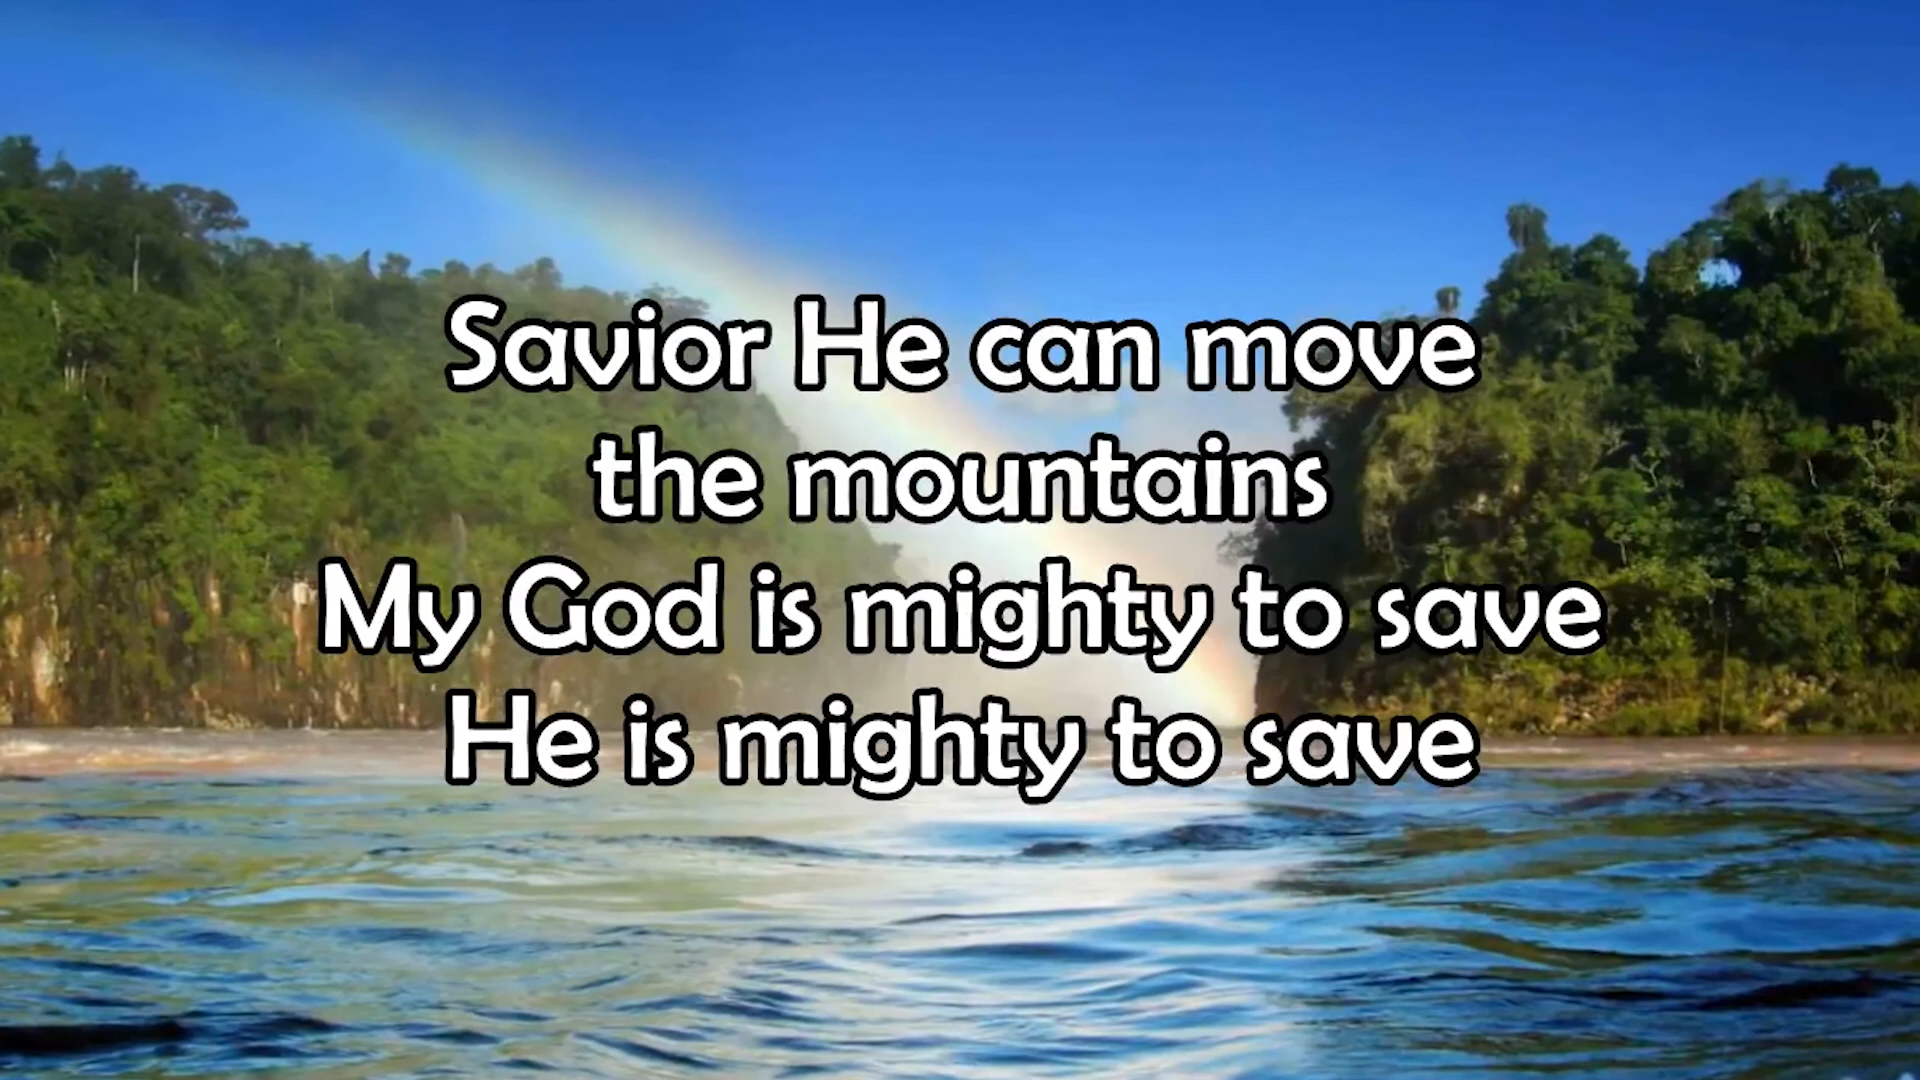 Savior He can move
the mountains
My God is mighty to save
He is mighty to save